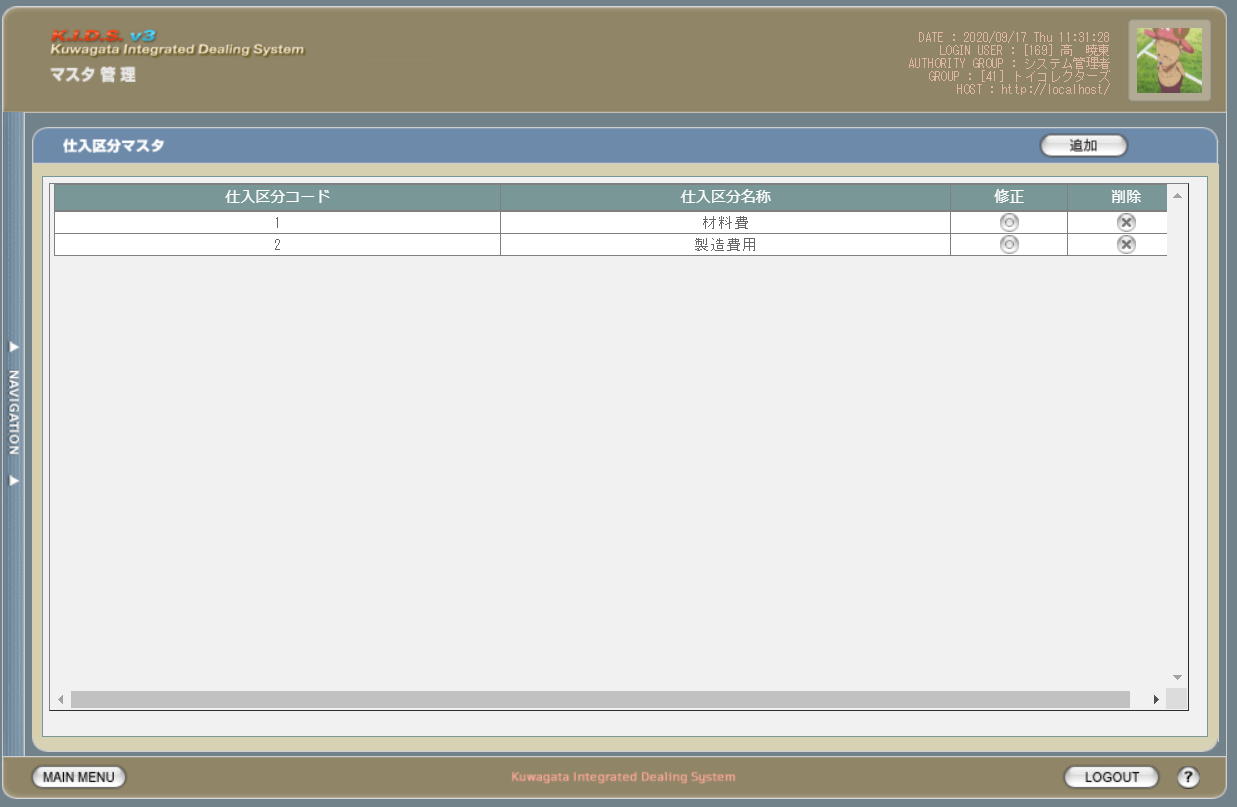 K.I.D.S. v3
Kuwagata Integrated Dealing System
マスタ管理
DATE : 2020/09/17 Thu 11:31:28
LOGIN USER : [169] 高 暁東
AUTHORITY GROUP : システム管理者
GROUP : [41] トイコレクターズ
HOST : http://localhost/
仕入区分マスタ
追加
仕入区分コード 仕入区分名称 修正 削除
1 材料費
2 製造費用
NAVIGATION
MAIN MENU
Kuwagata Integrated Dealing System
LOGOUT
?